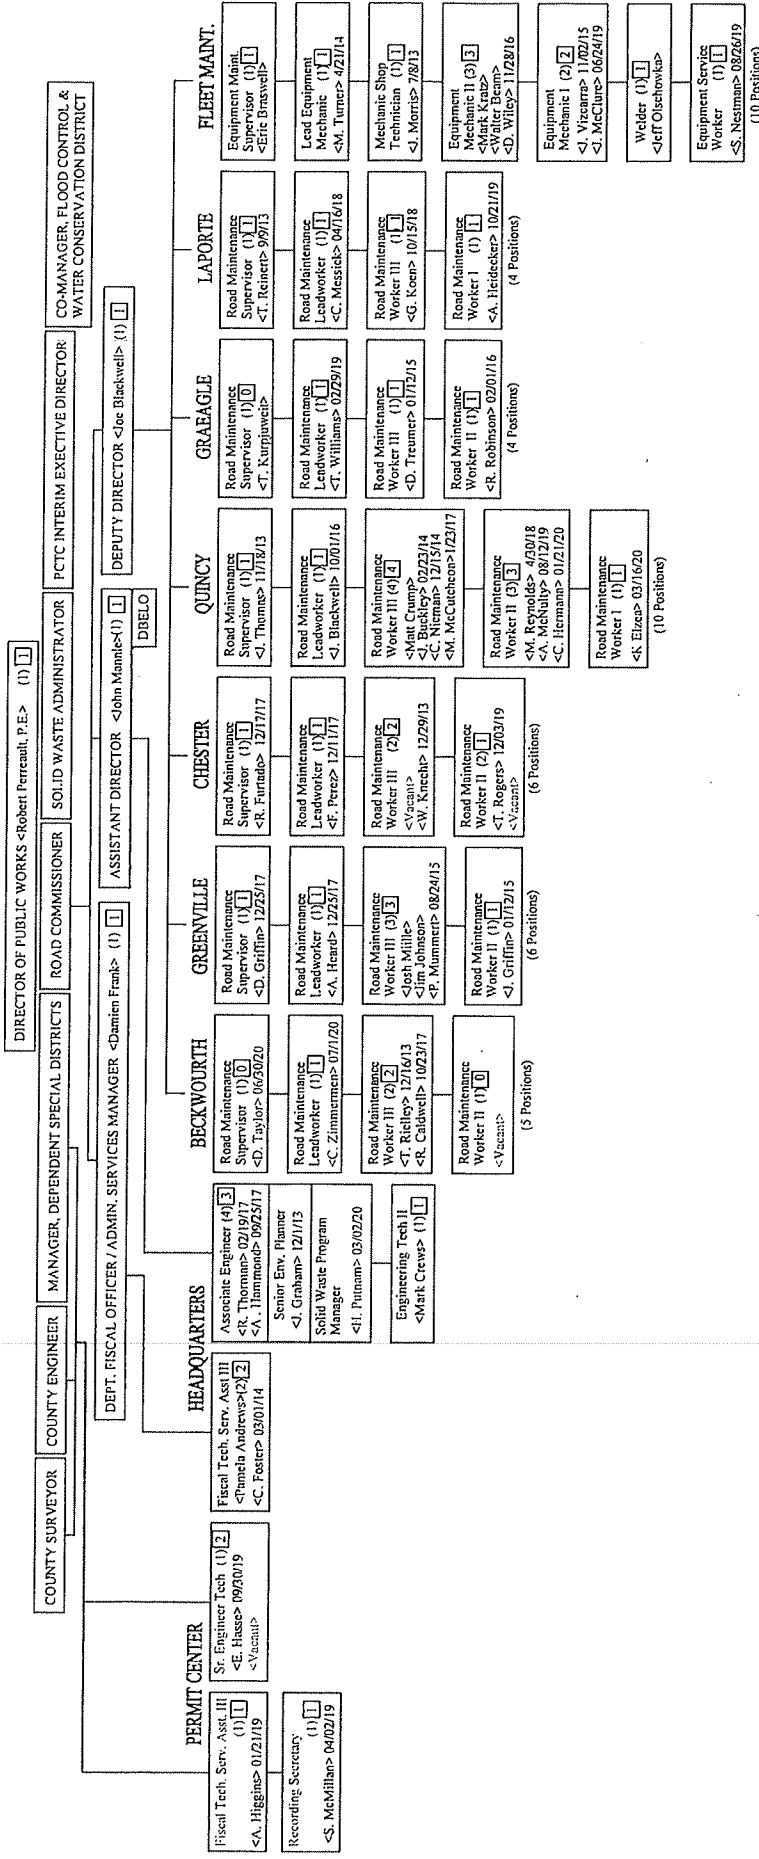 DIRECTOR OF PUBLIC WORKS <Robert Perreault, P.E.> (1) 1
COUNTY SURVEYOR
COUNTY ENGINEER
MANAGER, DEPENDENT SPECIAL DISTRICTS
ROAD COMMISSIONER
SOLID WASTE ADMINISTRATOR
PCTC INTERIM EXECTIVE DIRECTOR
CO-MANAGER, FLOOD CONTROL &
WATER CONSERVATION DISTRICT
DEPT. FISCAL OFFICER / ADMIN. SERVICES MANAGER <Damien Frank> (1) 1
ASSISTANT DIRECTOR <John Mannle>(1) 1
DBELO
DEPUTY DIRECTOR <Joe Blackwell> (1) 1
PERMIT CENTER
Fiscal Tech. Serv. Asst. III
(1) 1
<A. Higgins> 01/21/19
Recording Secretary
(1) 1
<S. McMillan> 04/02/19
Sr. Engineer Tech (1) 2
<E. Hasse> 09/30/19
<Vacant>
HEADQUARTERS
Fiscal Tech. Serv. Asst III
<Pamela Andrews>(2) 2
<C. Foster> 03/01/14
Associate Engineer (4) 3
<R. Thorman> 02/19/17
<A. Hammond> 09/25/17
Senior Env. Planner
<J. Graham> 12/1/13
Solid Waste Program
Manager
<H. Putnam> 03/02/20
Engineering Tech II
<Mark Crews> (1) 1
BECKWOURTH
Road Maintenance
Supervisor (1) 0
<D. Taylor> 06/30/20
Road Maintenance
Leadworker (1) 1
<C. Zimmermen> 07/1/20
Road Maintenance
Worker III (2) 2
<T. Rielley> 12/16/13
<R. Caldwell> 10/23/17
Road Maintenance
Worker II (1) 0
<Vacant>
(5 Positions)
GREENVILLE
Road Maintenance
Supervisor (1) 1
<D. Griffin> 12/25/17
Road Maintenance
Leadworker (1) 1
<A. Heard> 12/25/17
Road Maintenance
Worker III (3) 3
<Josh Miille>
<Jim Johnson>
<P. Mummert> 08/24/15
Road Maintenance
Worker II (1) 1
<J. Griffin> 01/12/15
(6 Positions)
CHESTER
Road Maintenance
Supervisor (1) 1
<R. Furtado> 12/17/17
Road Maintenance
Leadworker (1) 1
<F. Perez> 12/11/17
Road Maintenance
Worker III (2) 2
<Vacant>
<W. Knecht> 12/29/13
Road Maintenance
Worker II (2) 1
<T. Rogers> 12/03/19
<Vacant>
(6 Positions)
QUINCY
Road Maintenance
Supervisor (1) 1
<J. Thomas> 11/18/13
Road Maintenance
Leadworker (1) 1
<J. Blackwell> 10/01/16
Road Maintenance
Worker III (4) 4
<Matt Crump>
<J. Buckley> 02/23/14
<C. Nieman> 12/15/14
<M. McCutcheon>1/23/17
Road Maintenance
Worker II (3) 3
<M. Reynolds> 4/30/18
<A. McNulty> 08/12/19
<C. Hermann> 01/21/20
Road Maintenance
Worker I (1) 1
<K Elzea> 03/16/20
(10 Positions)
GRAEAGLE
Road Maintenance
Supervisor (1) 0
<T. Kurpjuweit>
Road Maintenance
Leadworker (1) 1
<T. Williams> 02/29/19
Road Maintenance
Worker III (1) 1
<D. Treumer> 01/12/15
Road Maintenance
Worker II (1) 1
<R. Robinson> 02/01/16
(4 Positions)
LAPORTE
Road Maintenance
Supervisor (1) 1
<T. Reinert> 9/9/13
Road Maintenance
Leadworker (1) 1
<C. Messick> 04/16/18
Road Maintenance
Worker III (1) 1
<G. Koen> 10/15/18
Road Maintenance
Worker I (1) 1
<A. Heidecker> 10/21/19
(4 Positions)
FLEET MAINT.
Equipment Maint.
Supervisor (1) 1
<Eric Braswell>
Lead Equipment
Mechanic (1) 1
<M. Turner> 4/21/14
Mechanic Shop
Technician (1) 1
<J. Morris> 7/8/13
Equipment
Mechanic II (3) 3
<Mark Kratz>
<Walter Beam>
<D. Wiley> 11/28/16
Equipment
Mechanic I (2) 2
<J. Vizcarra> 11/02/15
<J. McClure> 06/24/19
Welder (1) 1
<Jeff Olschowka>
Equipment Service
Worker (1) 1
<S. Nestman> 08/26/19
(10 Positions)